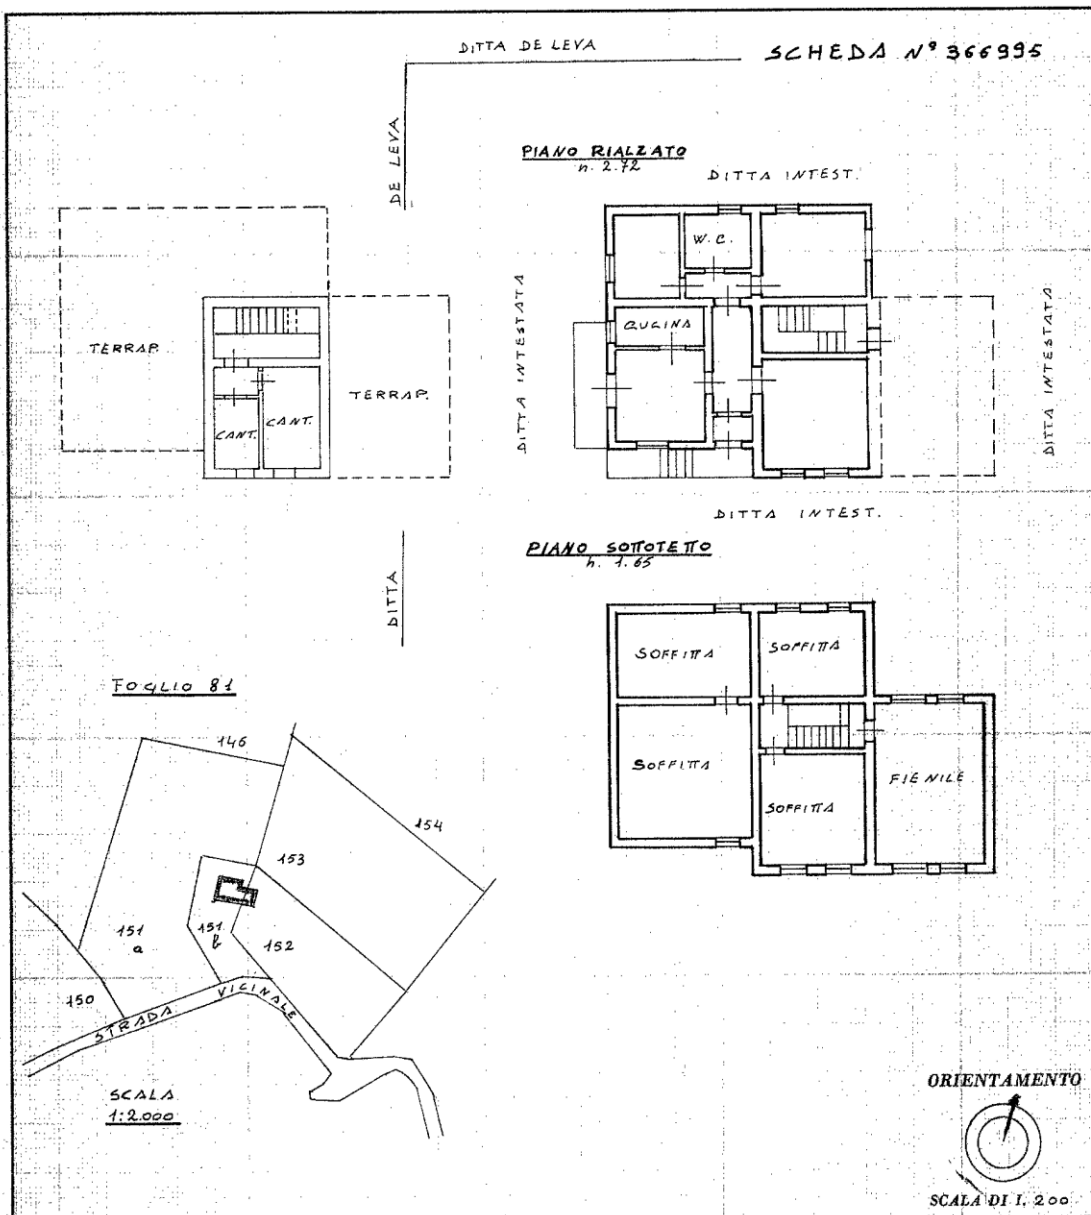 DITTA DE LEVA
SCHEDA Nº 366995
DE LEVA
PIANO RIALZATO
h. 2.72
DITTA INTEST.
W.C.
CUCINA
DITTA INTESTATA
DITTA INTESTATA
TERRAP.
TERRAP.
CANT.
CANT.
DITTA INTEST.
DITTA
PIANO SOTTOTETTO
h. 1.65
SOFFITTA
SOFFITTA
SOFFITTA
SOFFITTA
FIENILE
FOGLIO 81
146
154
153
151
a
151
b
152
150
STRADA VICINALE
SCALA
1:2.000
ORIENTAMENTO
SCALA DI 1. 200